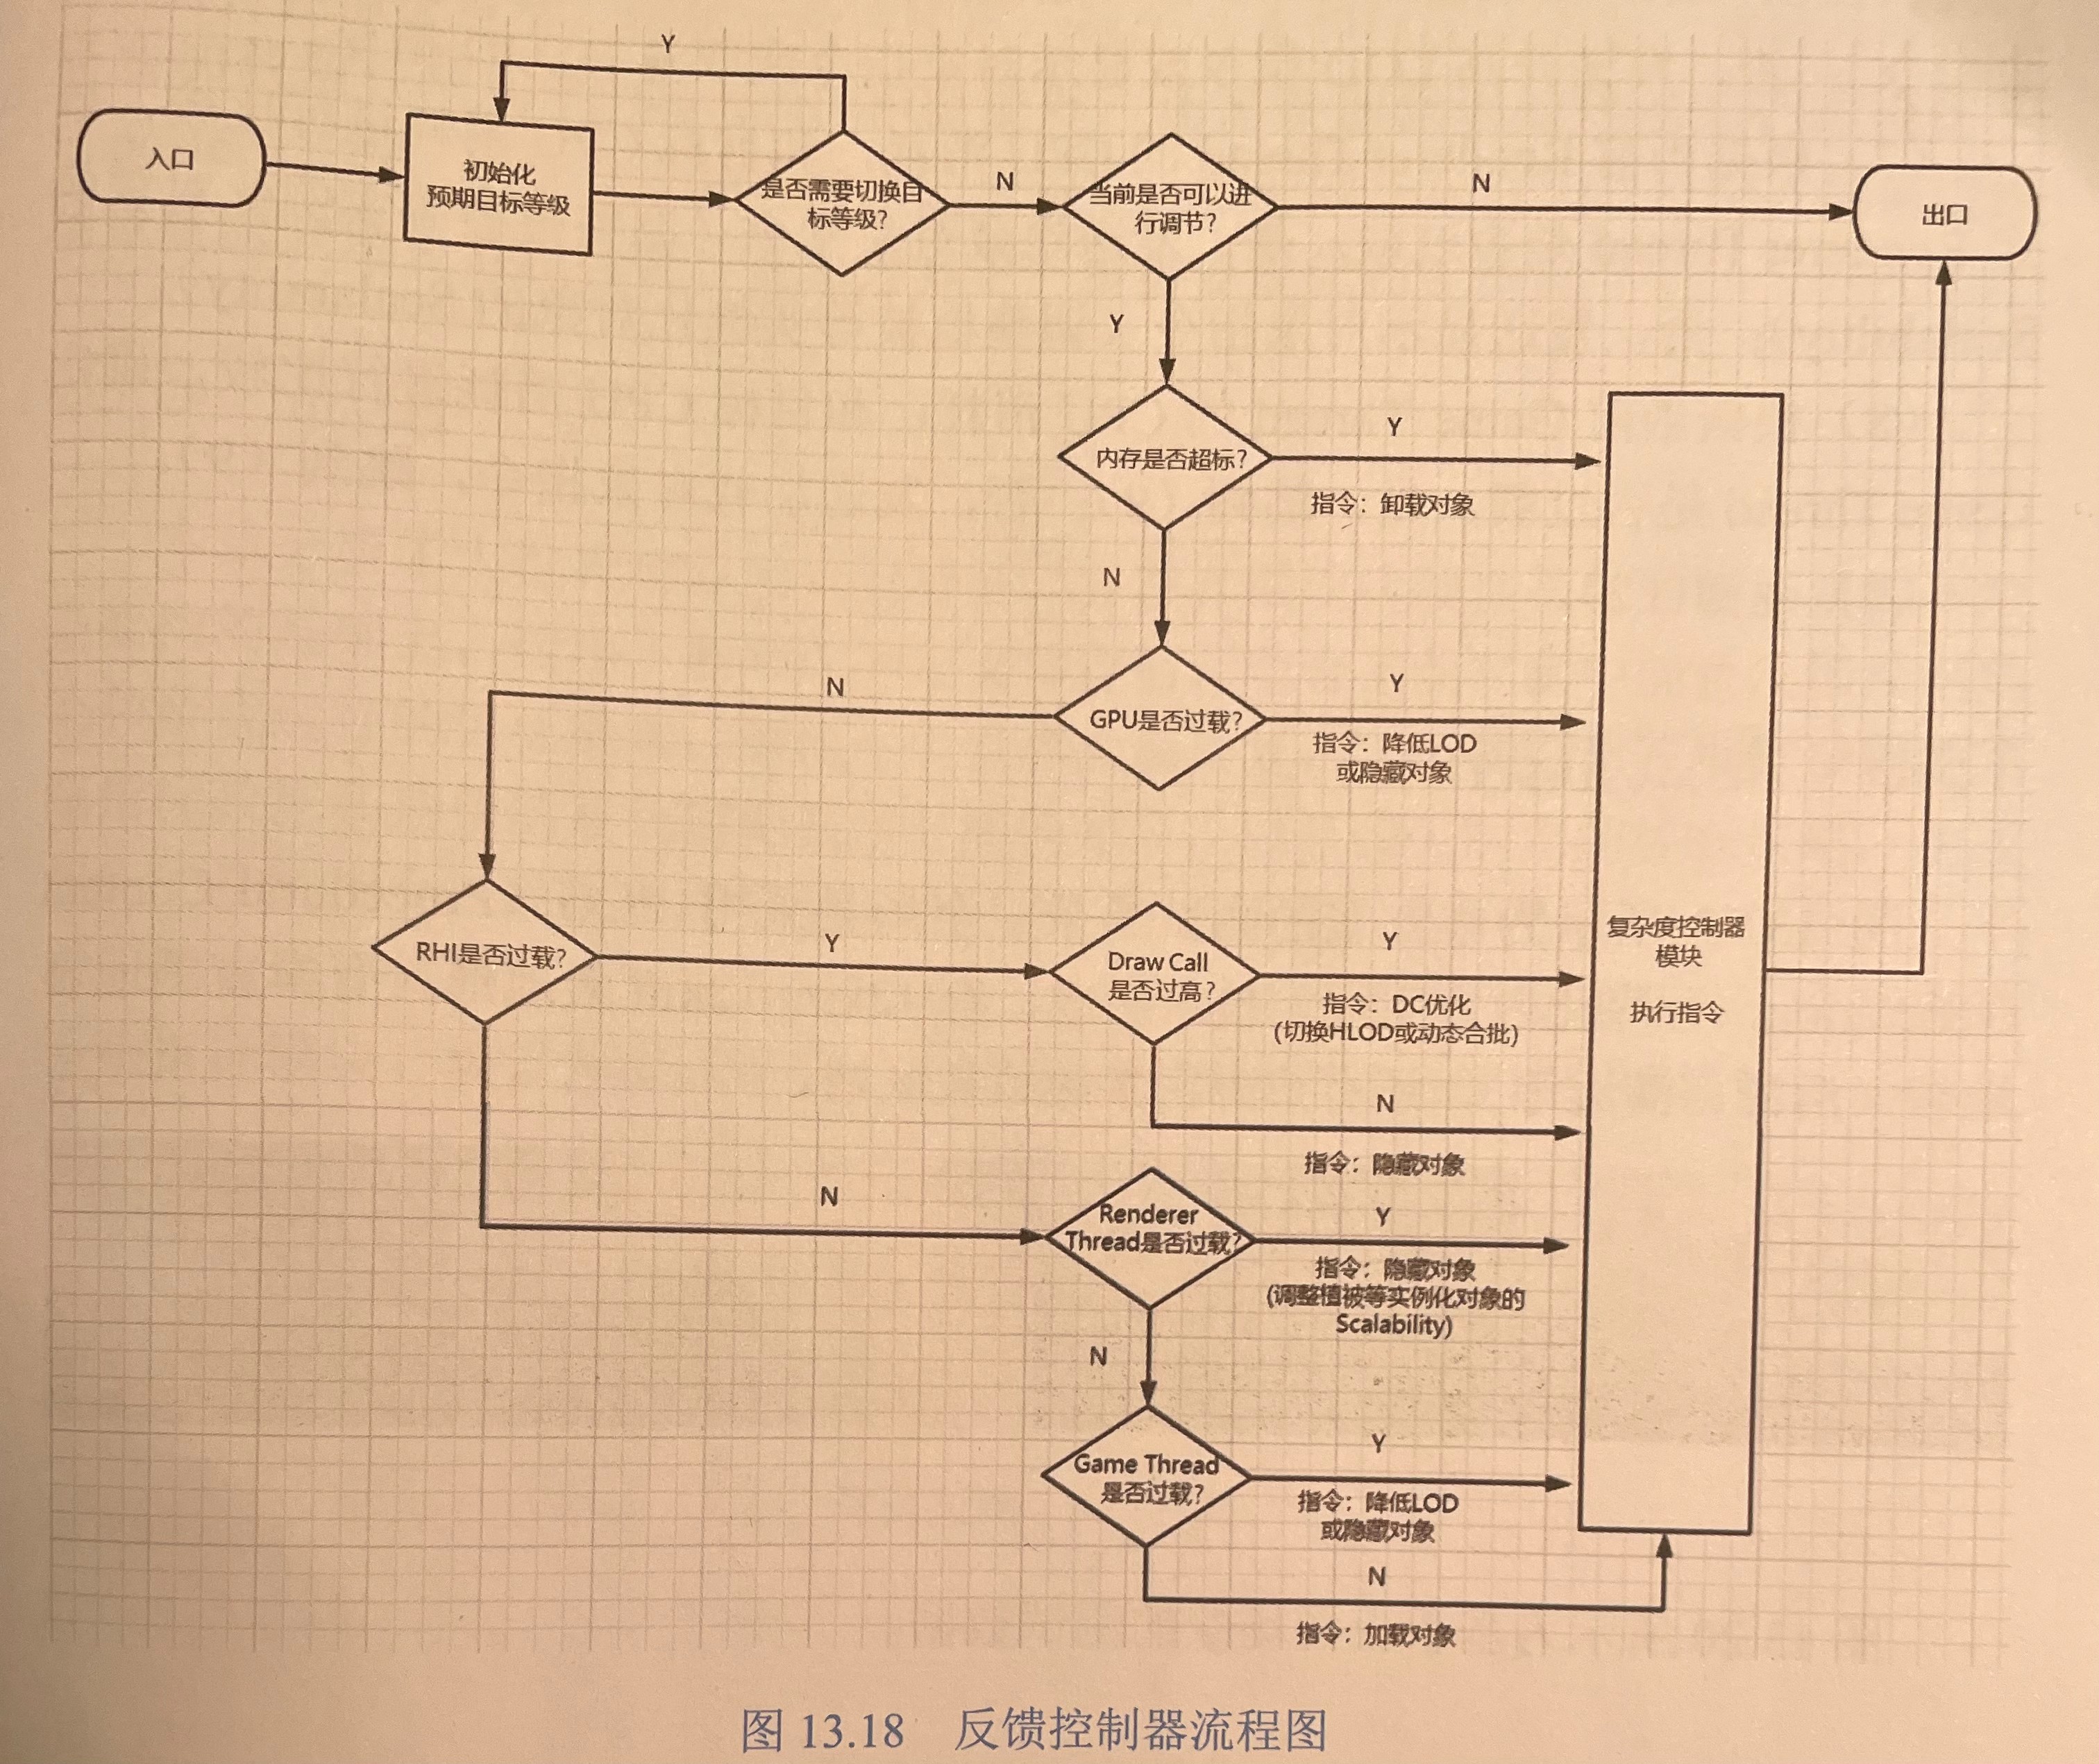 Y
入口
初始化
预期目标等级
是否需要切换目
标等级?
N
当前是否可以进
行调节?
N
出口
Y
内存是否超标?
Y
指令：卸载对象
N
GPU是否过载?
Y
指令：降低LOD
或隐藏对象
N
RHI是否过载?
Y
Draw Call
是否过高?
Y
指令：DC优化
(切换HLOD或动态合批)
N
指令：隐藏对象
复杂度控制器
模块
执行指令
N
Renderer
Thread是否过载?
Y
指令：隐藏对象
(调整植被等实例化对象的
Scalability)
N
Game Thread
是否过载?
Y
指令：降低LOD
或隐藏对象
N
指令：加载对象
图 13.18 反馈控制器流程图